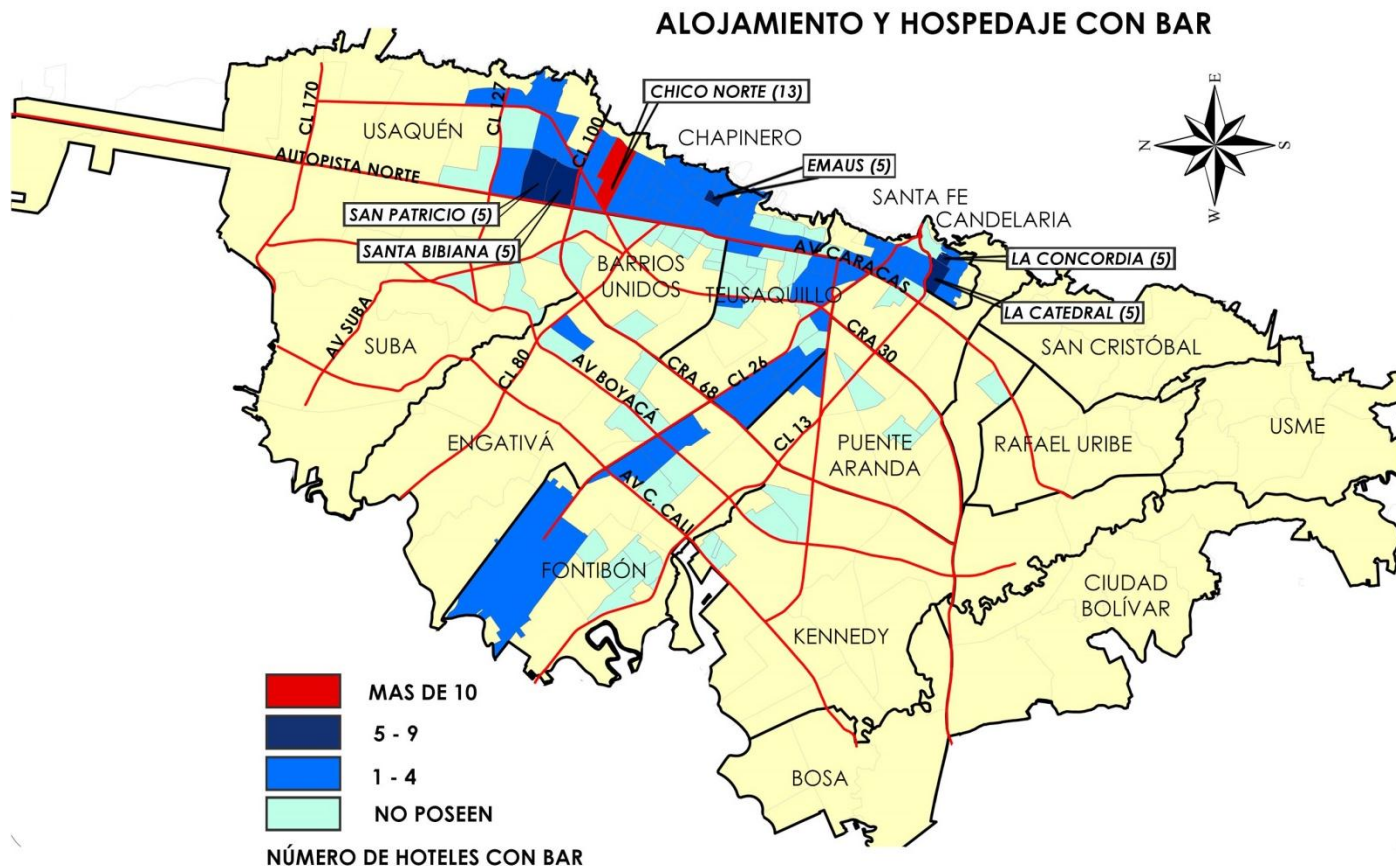 ALOJAMIENTO Y HOSPEDAJE CON BAR
CHICO NORTE (13)
CL 170
CL 127
CL 100
USAQUÉN
CHAPINERO
E
N
S
W
AUTOPISTA NORTE
EMAUS (5)
SAN PATRICIO (5)
SANTA FE
CANDELARIA
SANTA BIBIANA (5)
AV CARACAS
LA CONCORDIA (5)
BARRIOS
UNIDOS
TEUSAQUILLO
LA CATEDRAL (5)
AV SUBA
SUBA
CL 80
AV BOYACÁ
CRA 68
CL 26
CRA 30
SAN CRISTÓBAL
ENGATIVÁ
CL 13
PUENTE
ARANDA
RAFAEL URIBE
USME
AV C. CALI
FONTIBÓN
CIUDAD
BOLÍVAR
KENNEDY
BOSA
MAS DE 10
5 - 9
1 - 4
NO POSEEN
NÚMERO DE HOTELES CON BAR